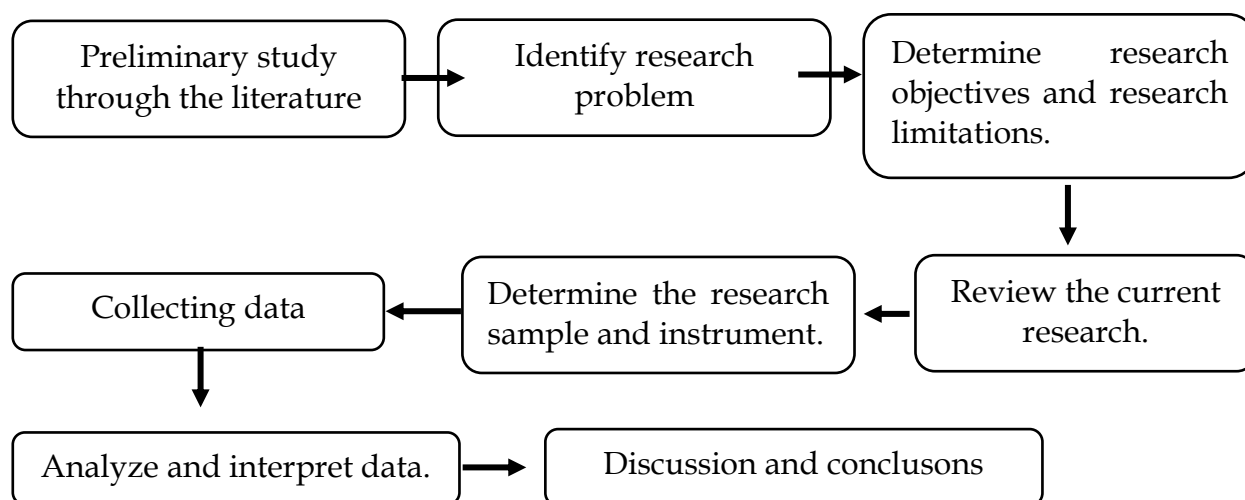 Preliminary study
through the literature
Identify research
problem
Determine research
objectives and research
limitations.
Review the current
research.
Determine the research
sample and instrument.
Collecting data
Analyze and interpret data.
Discussion and conclusons